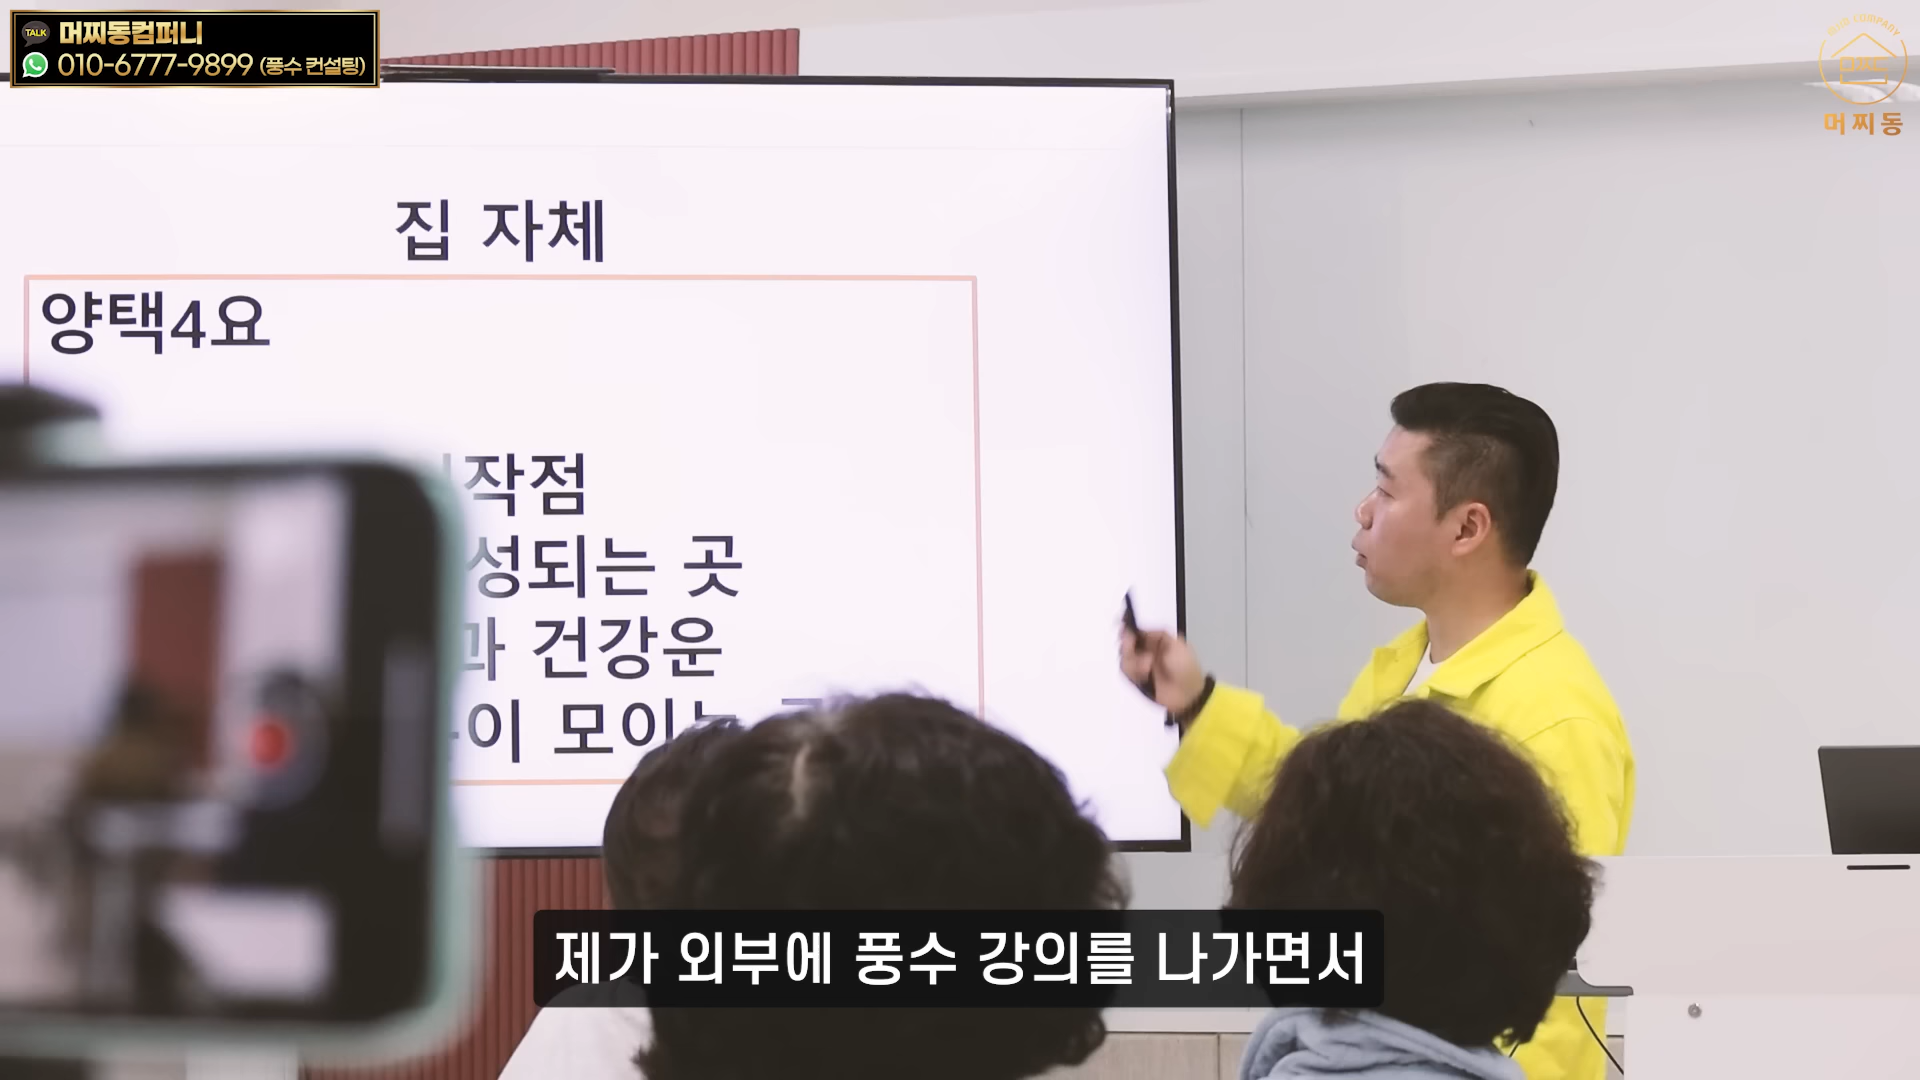 TALK 머찌동컴퍼니
010-6777-9899 (풍수 컨설팅)
머찌동
집 자체
양택4요
작점
성되는 곳
과 건강운
이 모이는
제가 외부에 풍수 강의를 나가면서